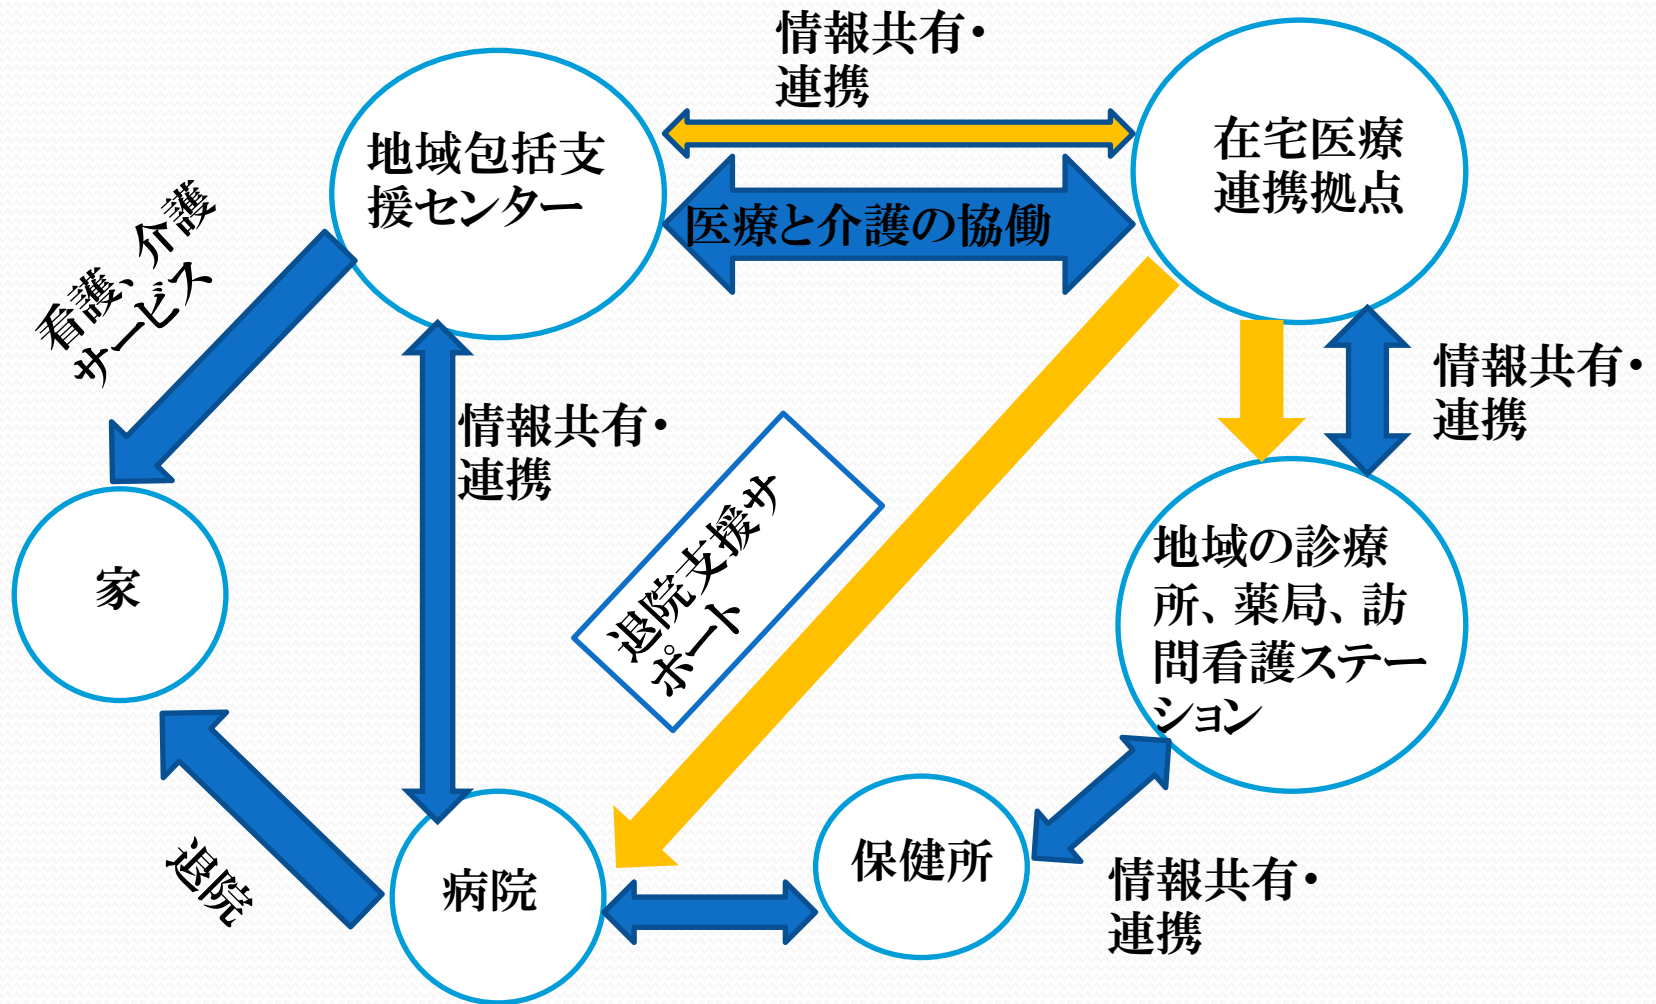 情報共有・
連携
地域包括支
援センター
在宅医療
連携拠点
医療と介護の協働
看護、介護
サービス
情報共有・
連携
情報共有・
連携
退院支援サ
ポート
家
地域の診療
所、薬局、訪
問看護ステー
ション
退院
病院
保健所
情報共有・
連携